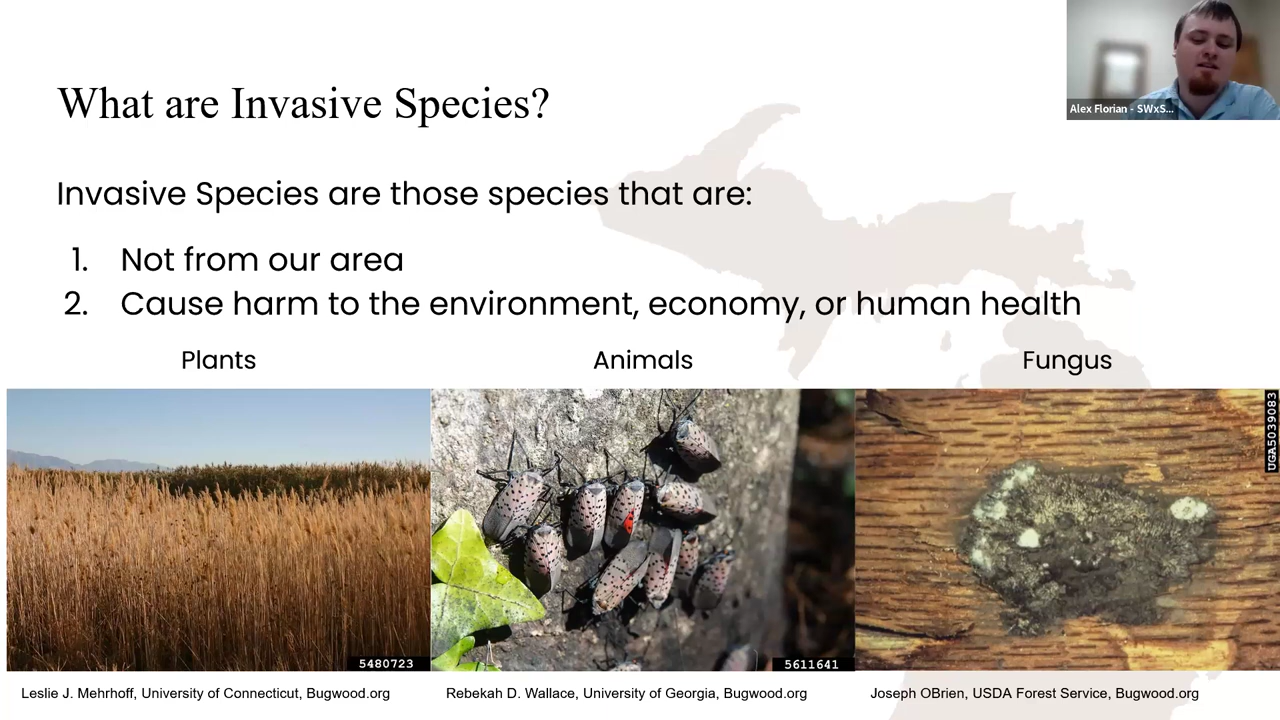 Alex Florian - SWxS...
What are Invasive Species?
Invasive Species are those species that are:
1. Not from our area
2. Cause harm to the environment, economy, or human health
Plants
Animals
Fungus
UGA5039083
5480723
5611641
Leslie J. Mehrhoff, University of Connecticut, Bugwood.org
Rebekah D. Wallace, University of Georgia, Bugwood.org
Joseph OBrien, USDA Forest Service, Bugwood.org